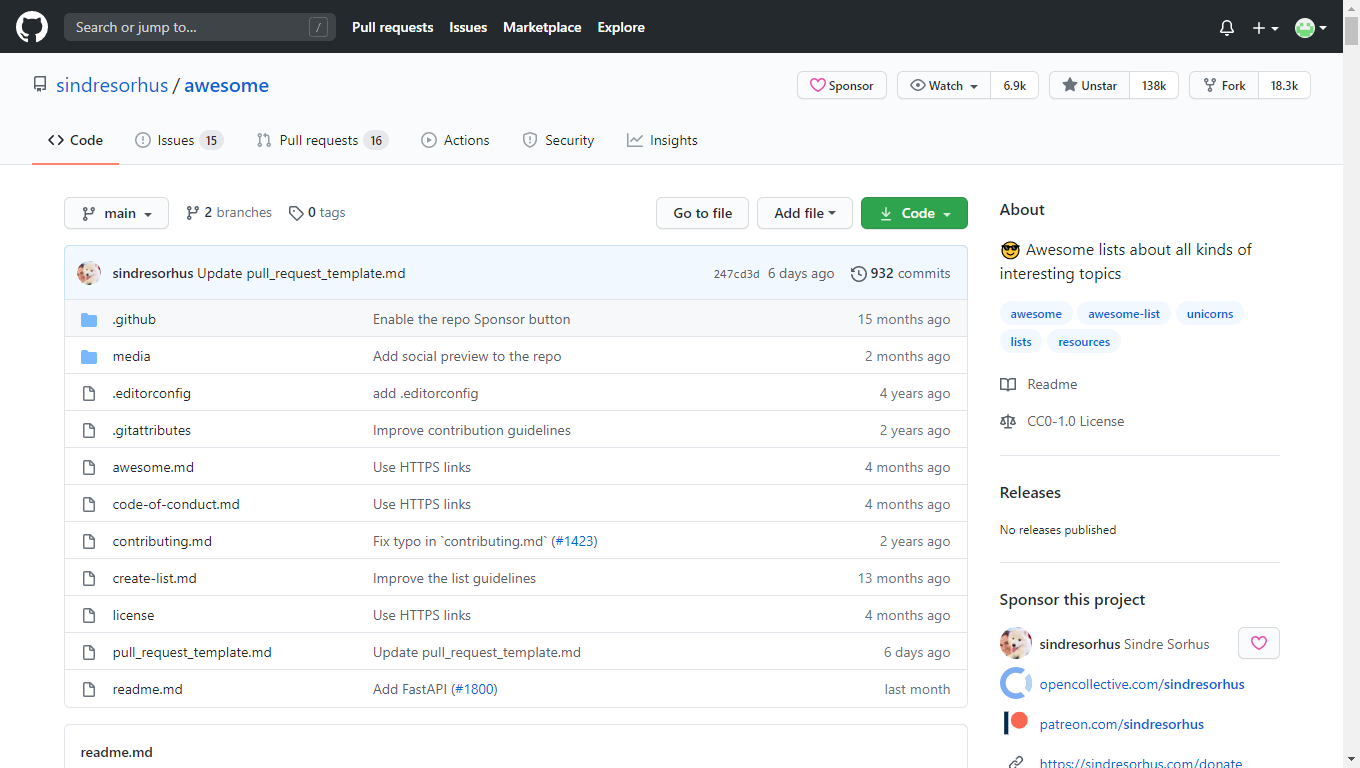 Search or jump to... /
Pull requests Issues Marketplace Explore
sindresorhus / awesome
Sponsor Watch 6.9k Unstar 138k Fork 18.3k
Code Issues 15 Pull requests 16 Actions Security Insights
main 2 branches 0 tags Go to file Add file Code
sindresorhus Update pull_request_template.md 247cd3d 6 days ago 932 commits
.github Enable the repo Sponsor button 15 months ago
media Add social preview to the repo 2 months ago
.editorconfig add .editorconfig 4 years ago
.gitattributes Improve contribution guidelines 2 years ago
awesome.md Use HTTPS links 4 months ago
code-of-conduct.md Use HTTPS links 4 months ago
contributing.md Fix typo in `contributing.md` (#1423) 2 years ago
create-list.md Improve the list guidelines 13 months ago
license Use HTTPS links 4 months ago
pull_request_template.md Update pull_request_template.md 6 days ago
readme.md Add FastAPI (#1800) last month
readme.md
About
Awesome lists about all kinds of
interesting topics
awesome awesome-list unicorns
lists resources
Readme
CC0-1.0 License
Releases
No releases published
Sponsor this project
sindresorhus Sindre Sorhus
opencollective.com/sindresorhus
patreon.com/sindresorhus
https://sindresorhus.com/donate